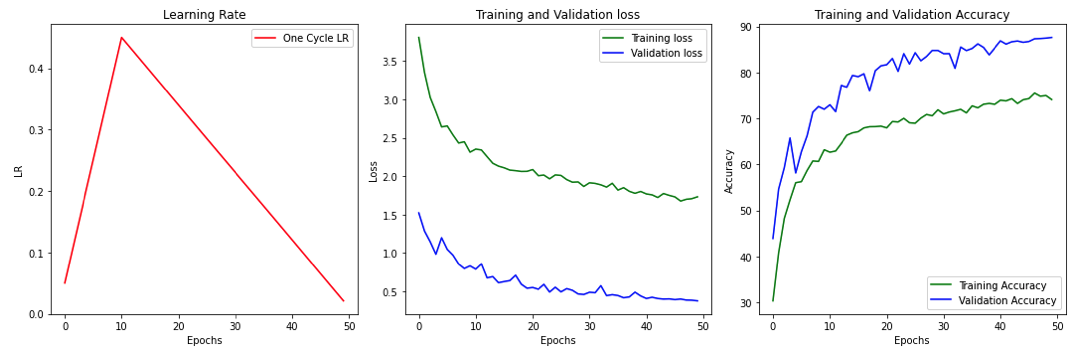 Learning Rate
One Cycle LR
LR
0.4
0.3
0.2
0.1
0.0
0 10 20 30 40 50
Epochs
Training and Validation loss
Training loss
Validation loss
Loss
3.5
3.0
2.5
2.0
1.5
1.0
0.5
0 10 20 30 40 50
Epochs
Training and Validation Accuracy
Accuracy
90
80
70
60
50
40
30
Training Accuracy
Validation Accuracy
0 10 20 30 40 50
Epochs